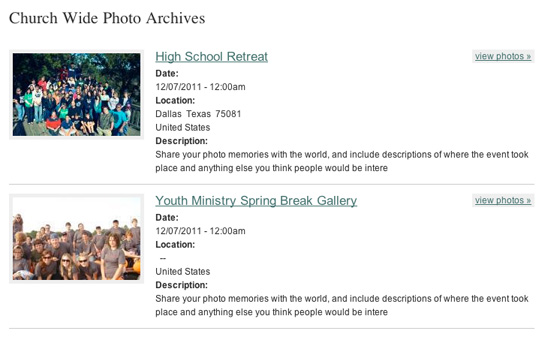 Church Wide Photo Archives
High School Retreat
view photos »
Date:
12/07/2011 - 12:00am
Location:
Dallas Texas 75081
United States
Description:
Share your photo memories with the world, and include descriptions of where the event took
place and anything else you think people would be intere
Youth Ministry Spring Break Gallery
view photos »
Date:
12/07/2011 - 12:00am
Location:
--
United States
Description:
Share your photo memories with the world, and include descriptions of where the event took
place and anything else you think people would be intere